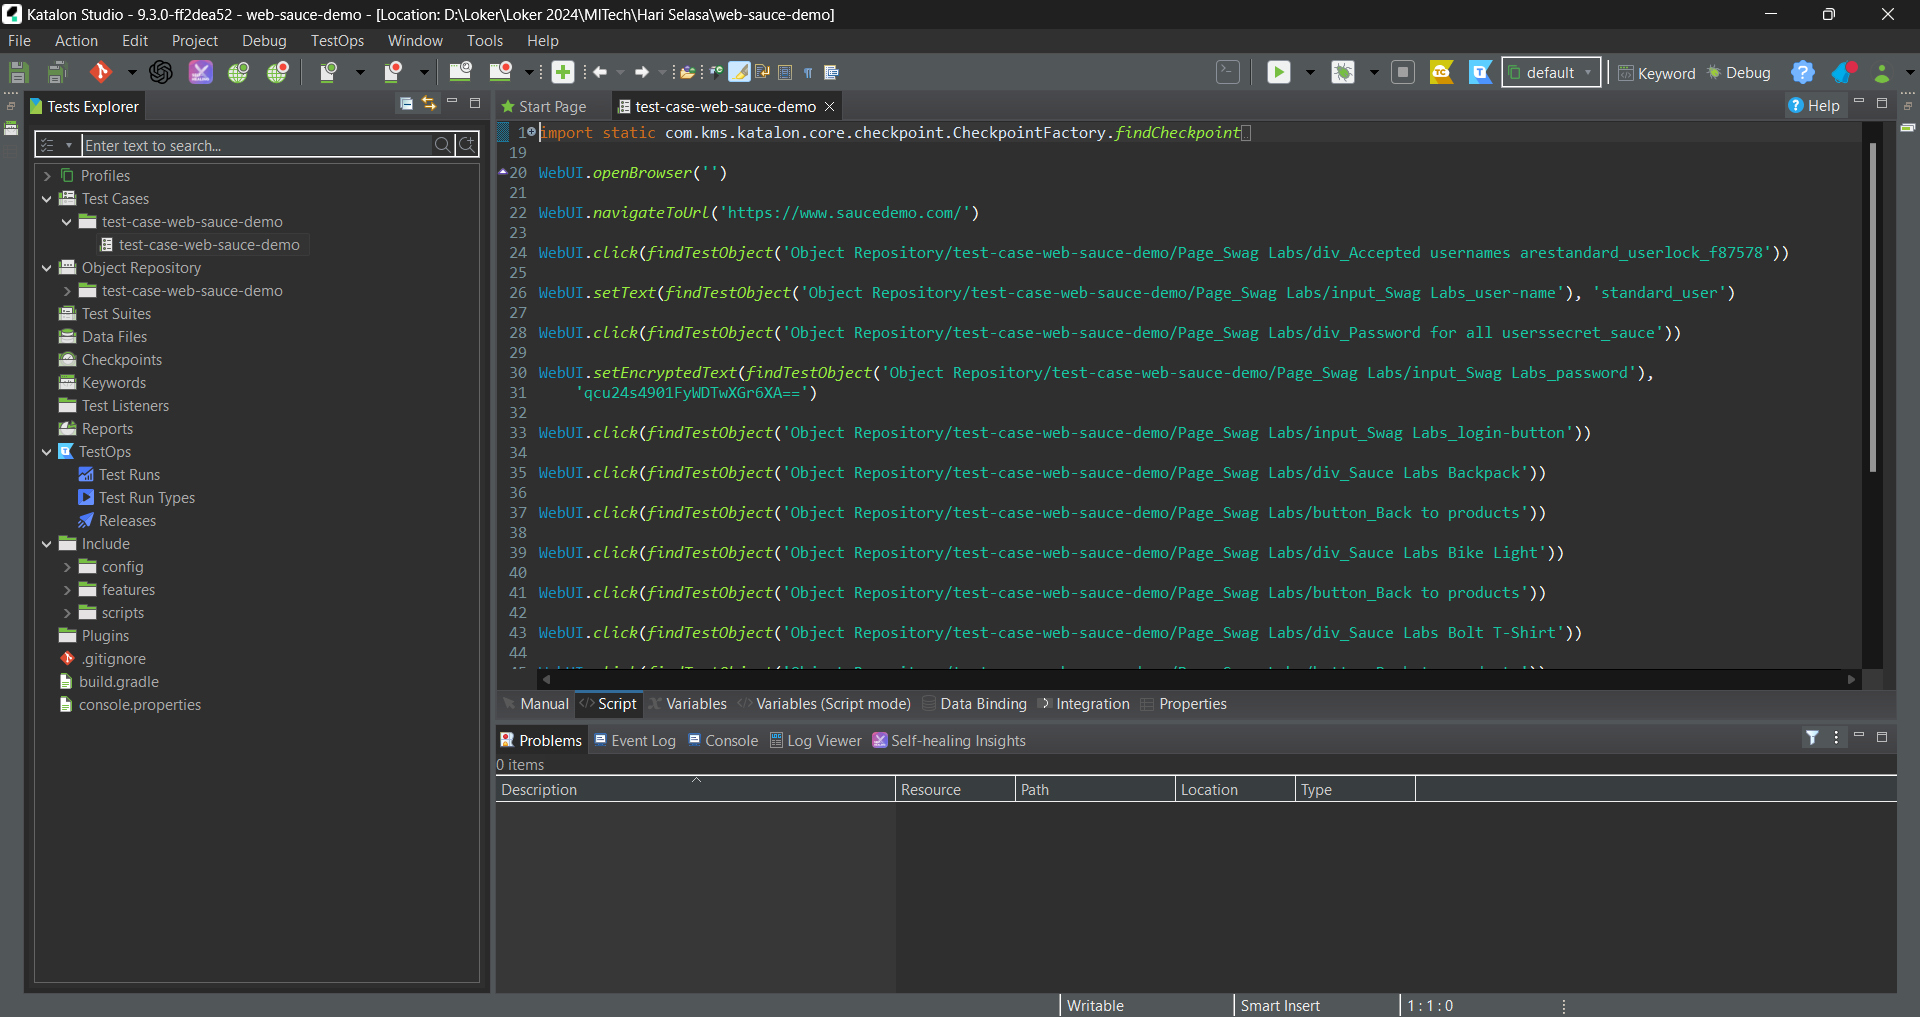 Katalon Studio - 9.3.0-ff2dea52 - web-sauce-demo - [Location: D:\Loker\Loker 2024\MITech\Hari Selasa\web-sauce-demo]
File Action Edit Project Debug TestOps Window Tools Help
default Keyword Debug
Tests Explorer
Enter text to search...
Profiles
Test Cases
test-case-web-sauce-demo
test-case-web-sauce-demo
Object Repository
test-case-web-sauce-demo
Test Suites
Data Files
Checkpoints
Keywords
Test Listeners
Reports
TestOps
Test Runs
Test Run Types
Releases
Include
config
features
scripts
Plugins
.gitignore
build.gradle
console.properties
Start Page test-case-web-sauce-demo Help
1 import static com.kms.katalon.core.checkpoint.CheckpointFactory.findCheckpoint
19
20 WebUI.openBrowser('')
21
22 WebUI.navigateToUrl('https://www.saucedemo.com/')
23
24 WebUI.click(findTestObject('Object Repository/test-case-web-sauce-demo/Page_Swag Labs/div_Accepted usernames arestandard_userlock_f87578'))
25
26 WebUI.setText(findTestObject('Object Repository/test-case-web-sauce-demo/Page_Swag Labs/input_Swag Labs_user-name'), 'standard_user')
27
28 WebUI.click(findTestObject('Object Repository/test-case-web-sauce-demo/Page_Swag Labs/div_Password for all userssecret_sauce'))
29
30 WebUI.setEncryptedText(findTestObject('Object Repository/test-case-web-sauce-demo/Page_Swag Labs/input_Swag Labs_password'),
31 'qcu24s4901FyWDTwXGr6XA==')
32
33 WebUI.click(findTestObject('Object Repository/test-case-web-sauce-demo/Page_Swag Labs/input_Swag Labs_login-button'))
34
35 WebUI.click(findTestObject('Object Repository/test-case-web-sauce-demo/Page_Swag Labs/div_Sauce Labs Backpack'))
36
37 WebUI.click(findTestObject('Object Repository/test-case-web-sauce-demo/Page_Swag Labs/button_Back to products'))
38
39 WebUI.click(findTestObject('Object Repository/test-case-web-sauce-demo/Page_Swag Labs/div_Sauce Labs Bike Light'))
40
41 WebUI.click(findTestObject('Object Repository/test-case-web-sauce-demo/Page_Swag Labs/button_Back to products'))
42
43 WebUI.click(findTestObject('Object Repository/test-case-web-sauce-demo/Page_Swag Labs/div_Sauce Labs Bolt T-Shirt'))
44
Manual Script Variables Variables (Script mode) Data Binding Integration Properties
Problems Event Log Console Log Viewer Self-healing Insights
0 items
Description Resource Path Location Type
Writable Smart Insert 1 : 1 : 0